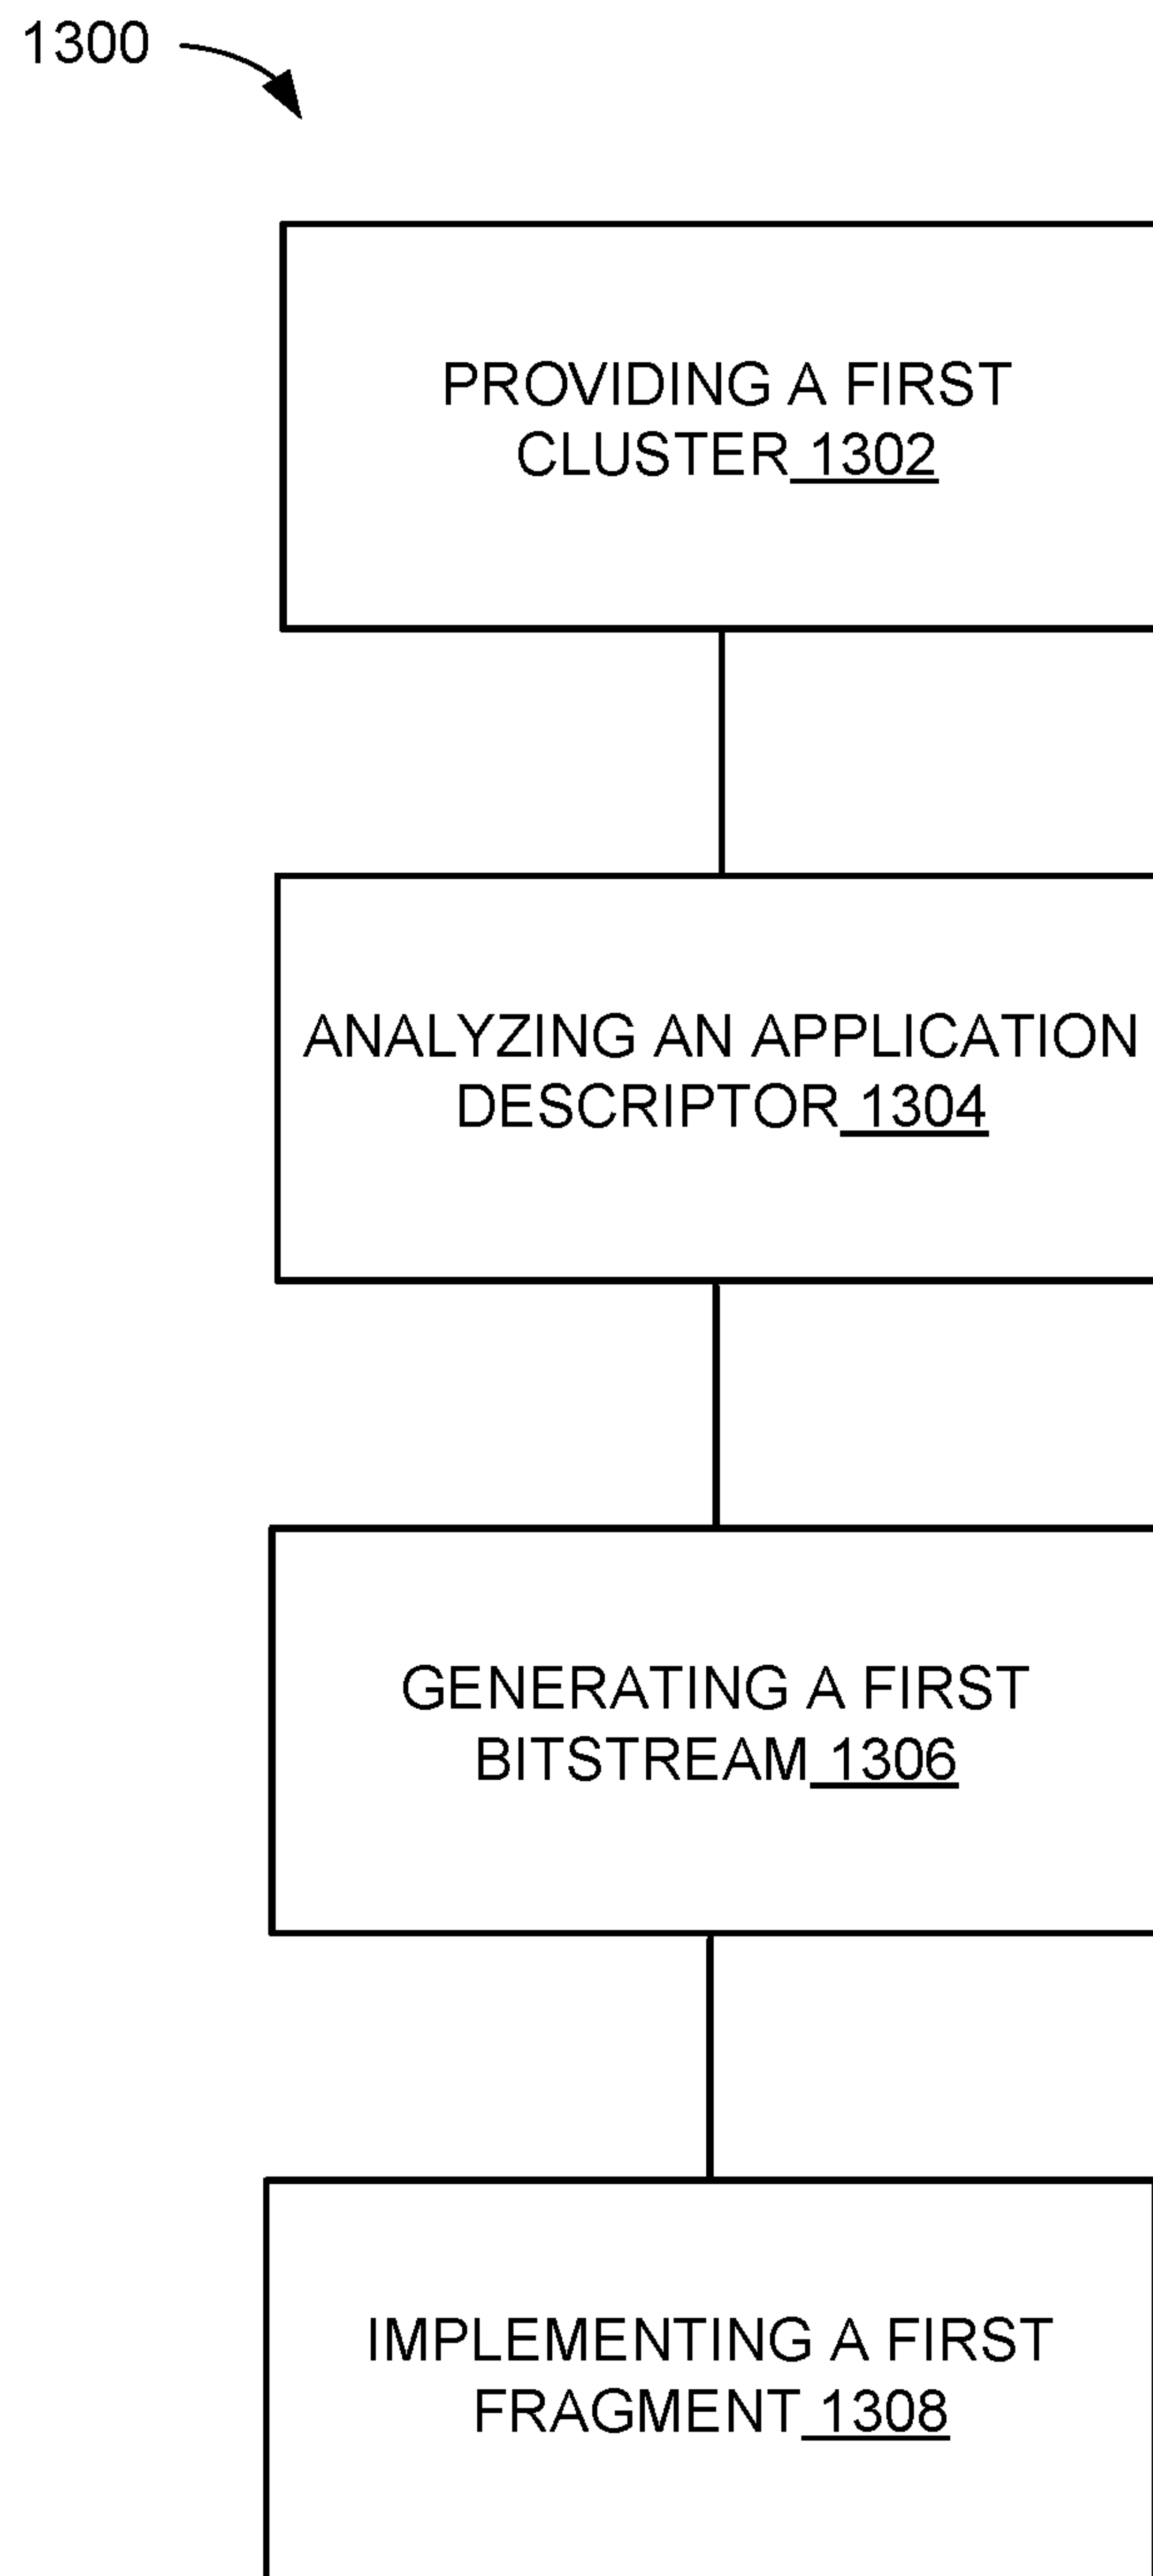 1300
PROVIDING A FIRST
CLUSTER 1302
ANALYZING AN APPLICATION
DESCRIPTOR 1304
GENERATING A FIRST
BITSTREAM 1306
IMPLEMENTING A FIRST
FRAGMENT 1308